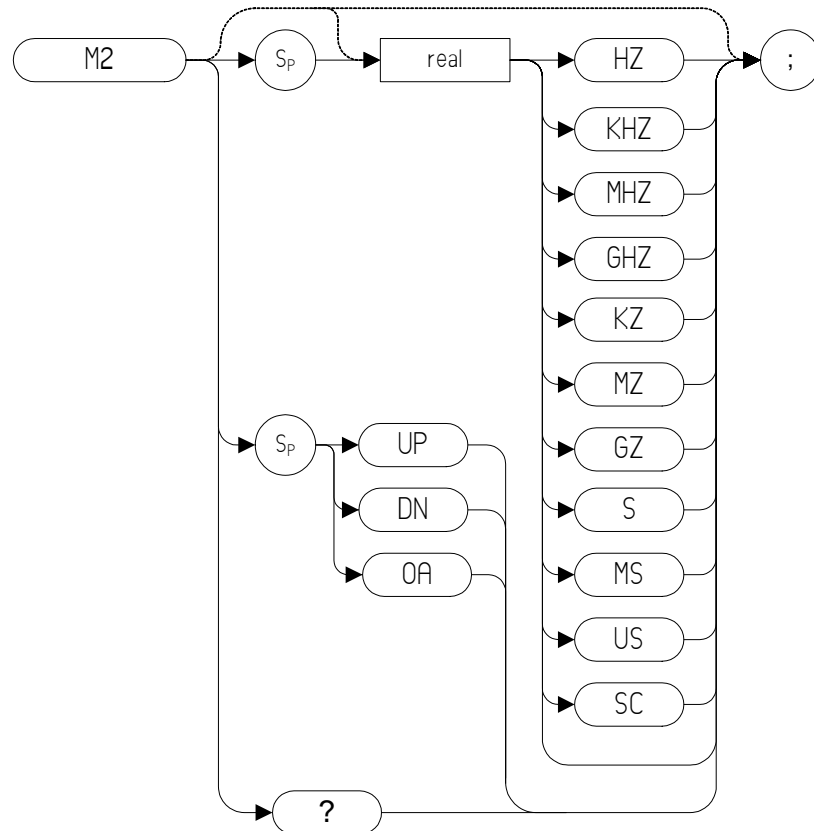 M2 Sp real HZ ;
KHZ
MHZ
GHZ
KZ
MZ
Sp UP GZ
DN S
OA MS
US
SC
?